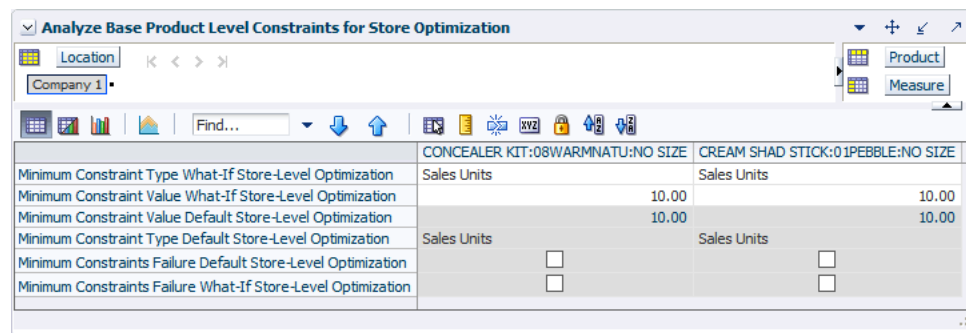 Analyze Base Product Level Constraints for Store Optimization
Location
Product
Company 1
Measure
Find...
XYZ
CONCEALER KIT:08WARMNATU:NO SIZE CREAM SHAD STICK:01PEBBLE:NO SIZE
Minimum Constraint Type What-If Store-Level Optimization Sales Units Sales Units
Minimum Constraint Value What-If Store-Level Optimization 10.00 10.00
Minimum Constraint Value Default Store-Level Optimization 10.00 10.00
Minimum Constraint Type Default Store-Level Optimization Sales Units Sales Units
Minimum Constraints Failure Default Store-Level Optimization
Minimum Constraints Failure What-If Store-Level Optimization